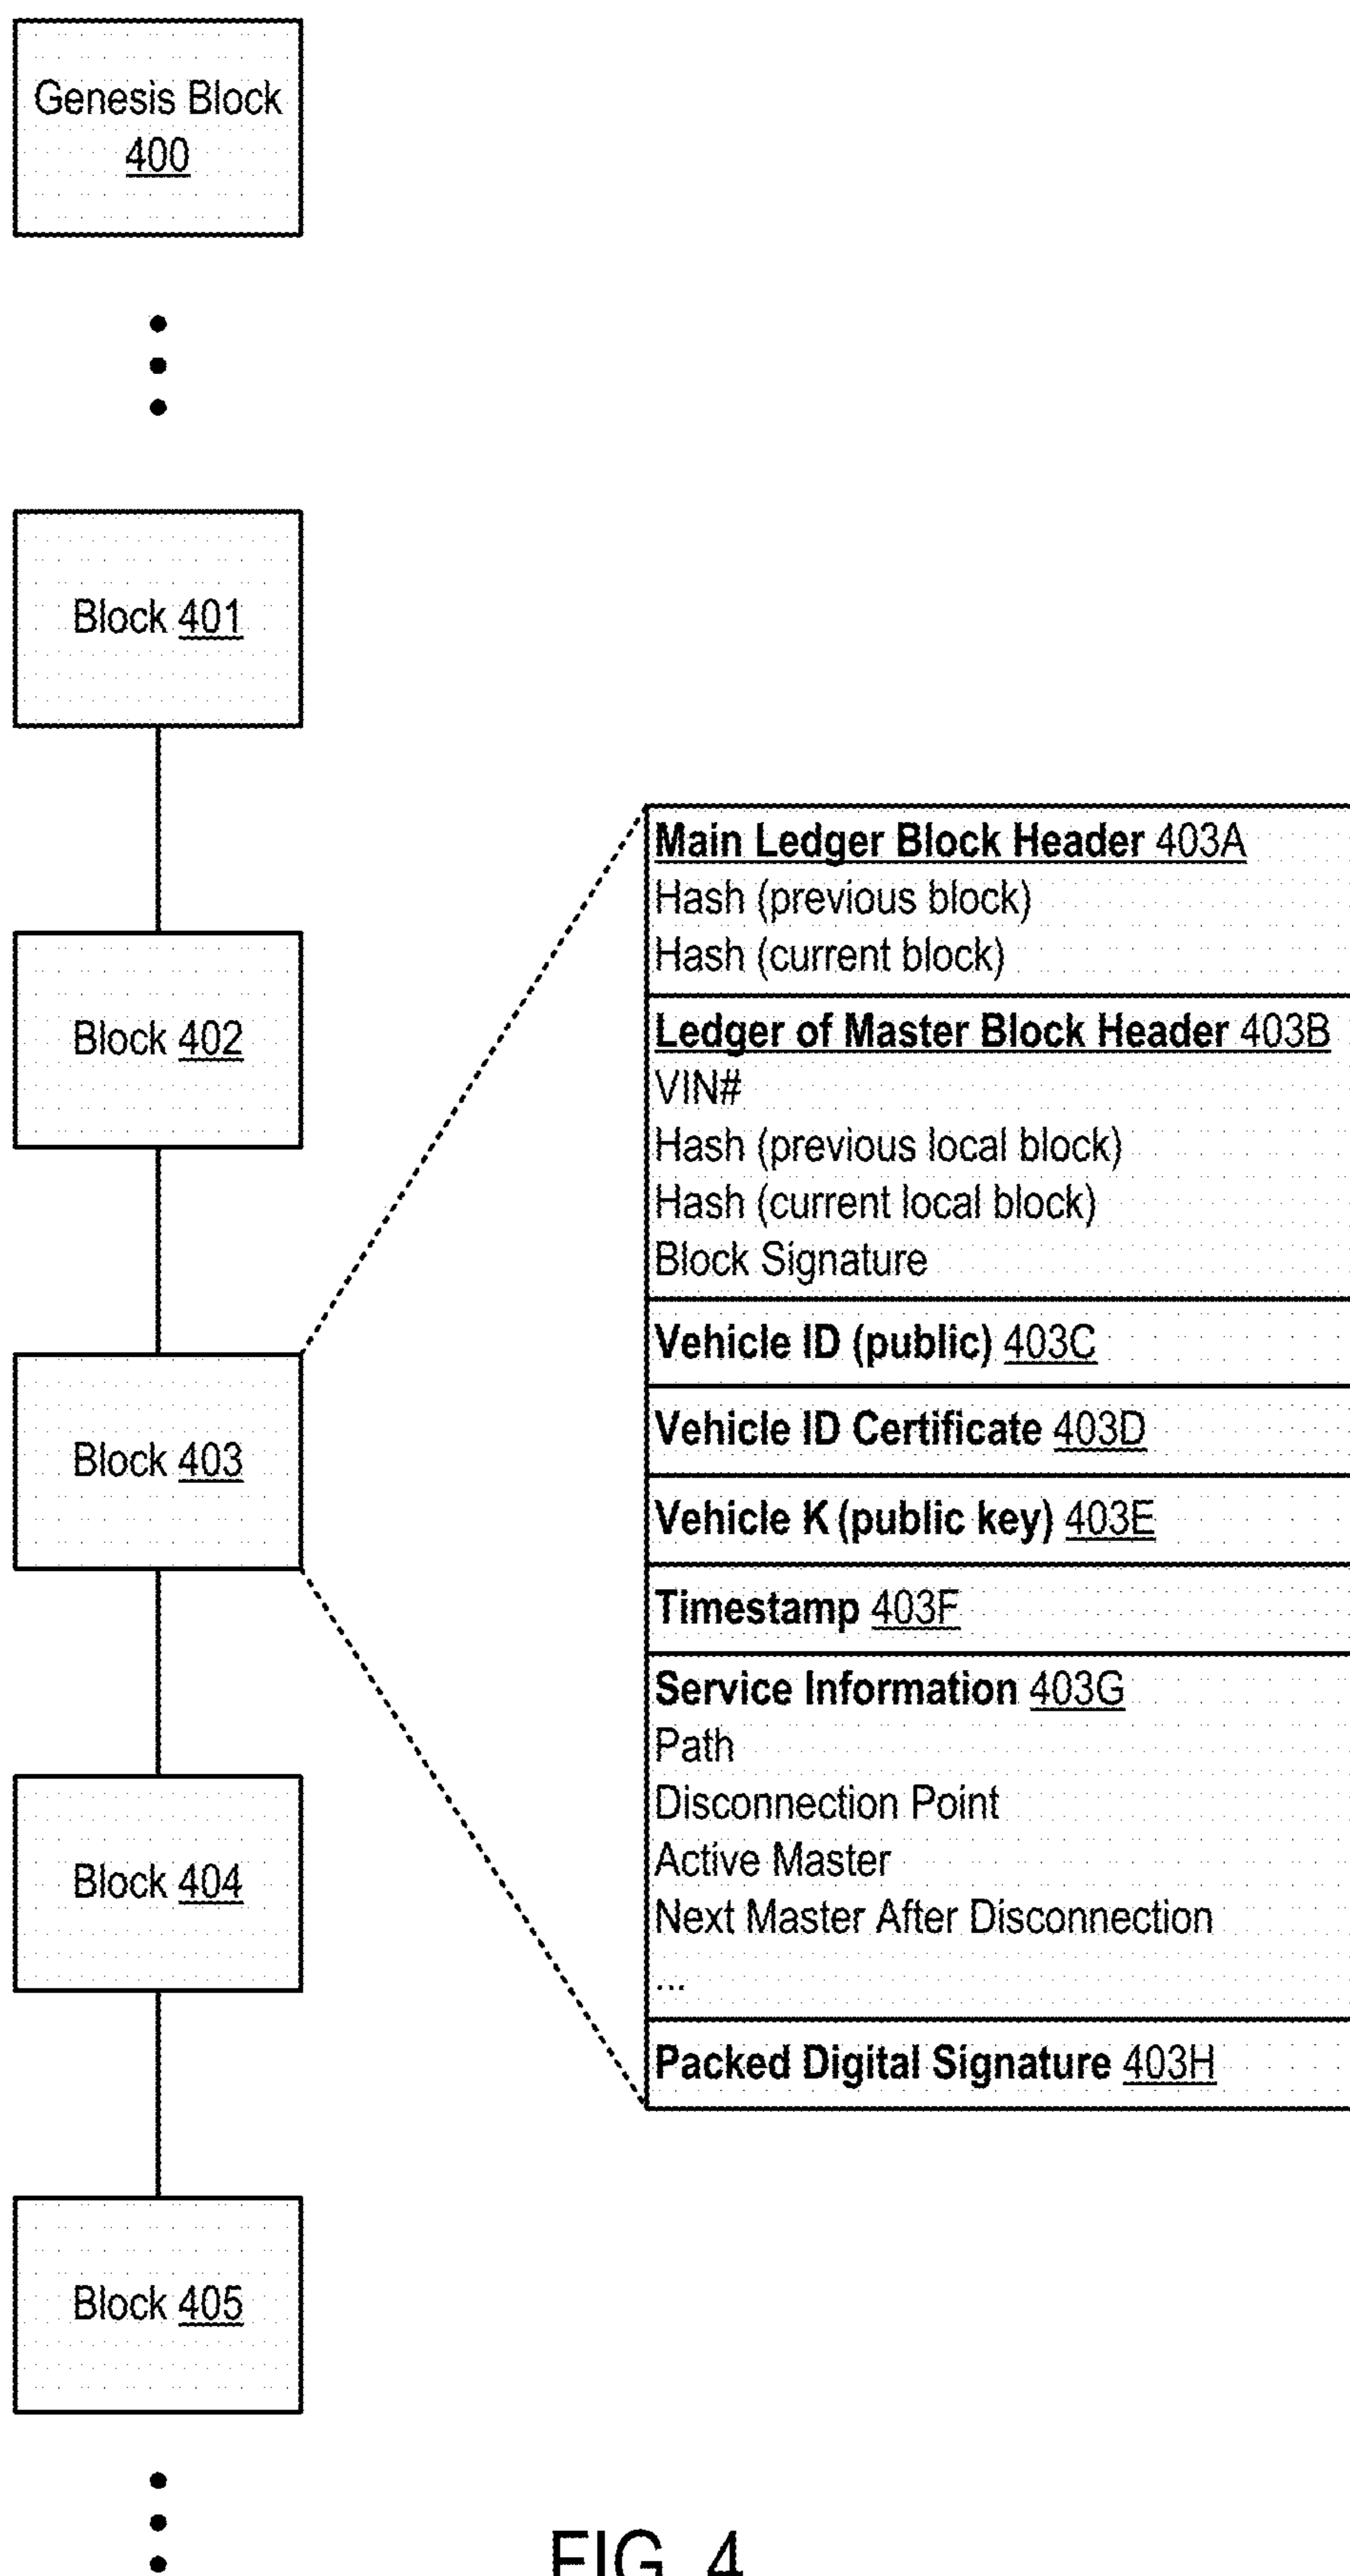 Genesis Block
400
Block 401
Block 402
Block 403
Block 404
Block 405
Main Ledger Block Header 403A
Hash (previous block)
Hash (current block)
Ledger of Master Block Header 403B
VIN#
Hash (previous local block)
Hash (current local block)
Block Signature
Vehicle ID (public) 403C
Vehicle ID Certificate 403D
Vehicle K (public key) 403E
Timestamp 403F
Service Information 403G
Path
Disconnection Point
Active Master
Next Master After Disconnection
...
Packed Digital Signature 403H
FIG. 4